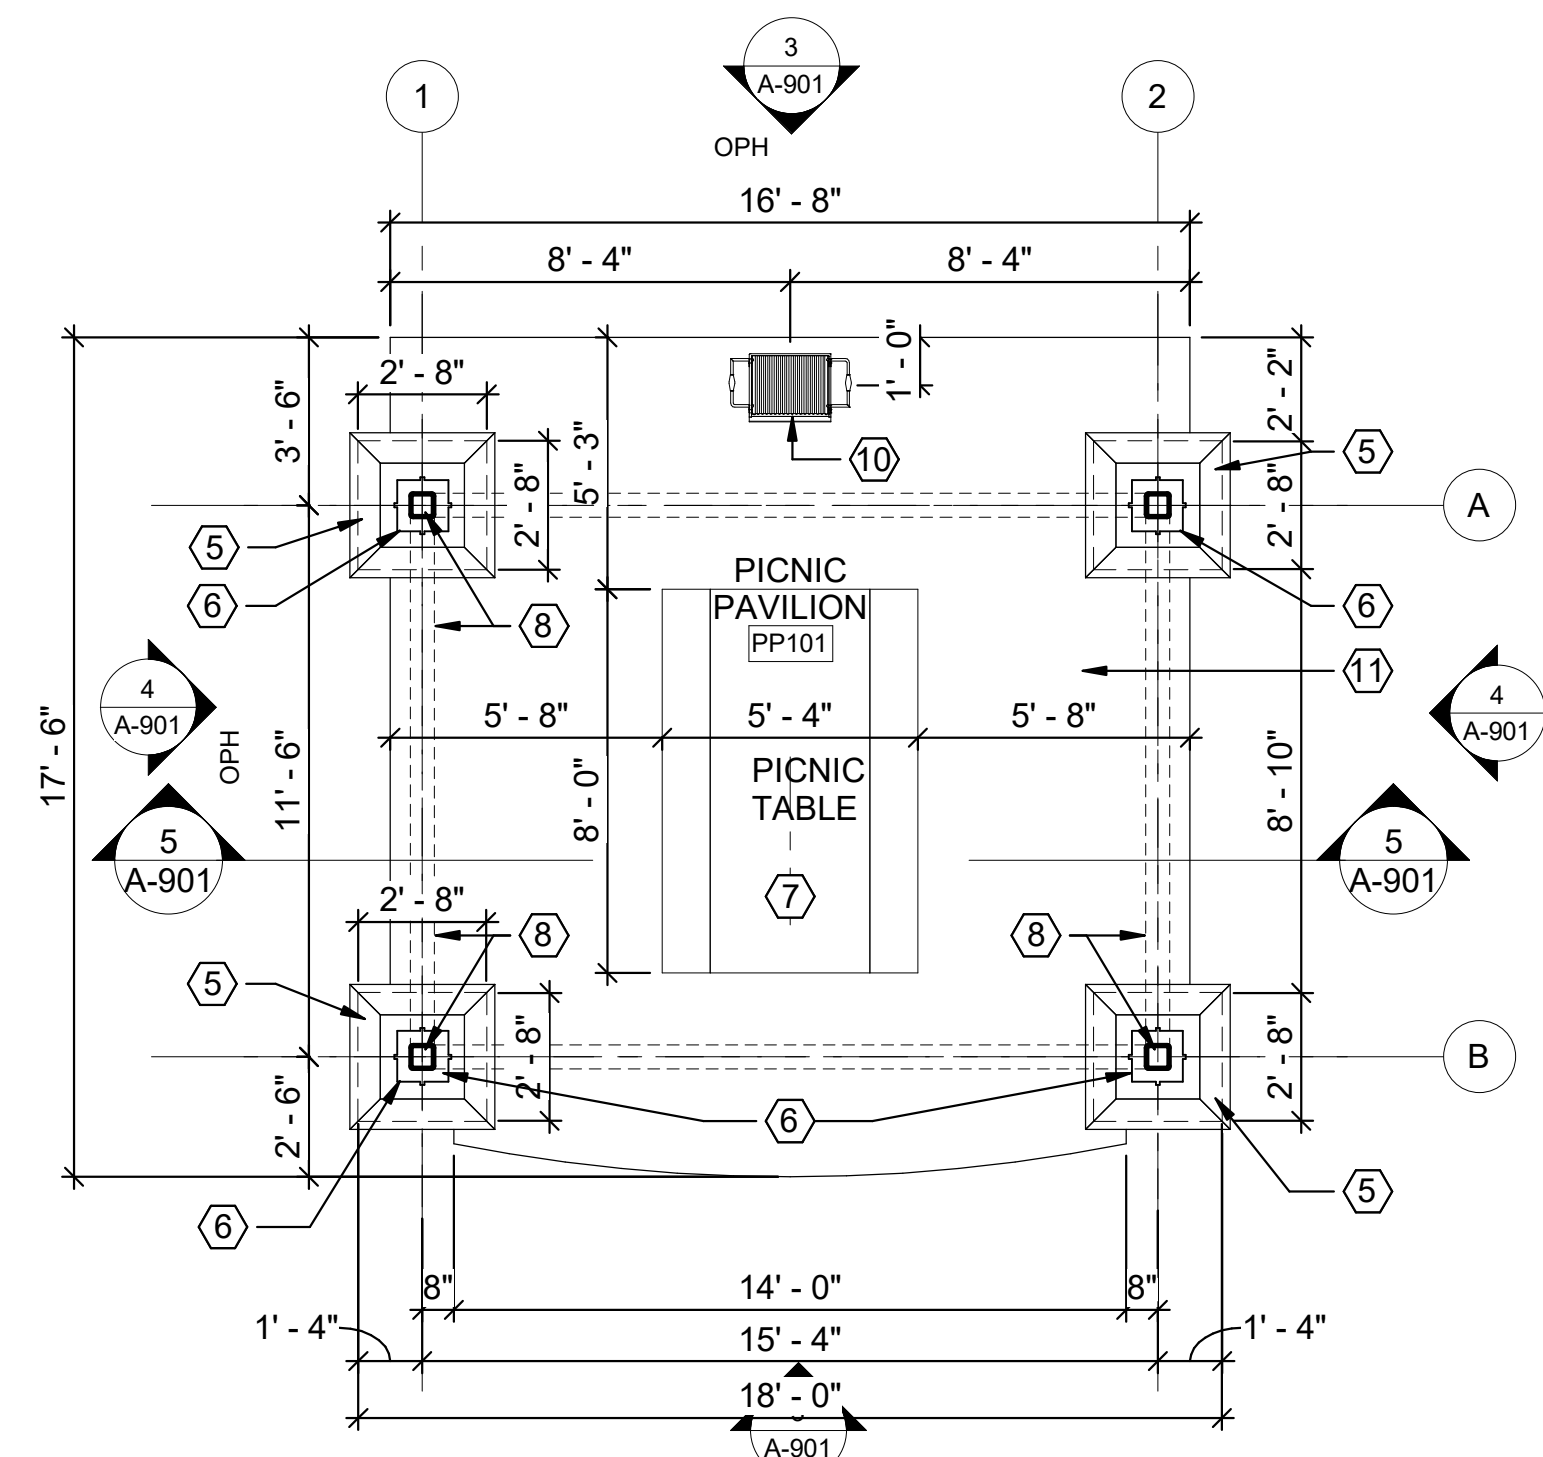 3
A-901
1
2
OPH
16' - 8"
8' - 4"
8' - 4"
2' - 8"
1' - 0"
2' - 2"
3' - 6"
5' - 3"
10
5
A
2' - 8"
2' - 8"
5
6
8
PICNIC
PAVILION
PP101
6
11
4
A-901
OPH
4
A-901
17' - 6"
11' - 6"
5' - 8"
5' - 4"
5' - 8"
8' - 10"
8' - 0"
PICNIC
TABLE
5
A-901
5
A-901
2' - 8"
7
8
8
5
2' - 8"
2' - 8"
B
2' - 6"
6
6
5
8"
14' - 0"
8"
1' - 4"
15' - 4"
1' - 4"
18' - 0"
A-901